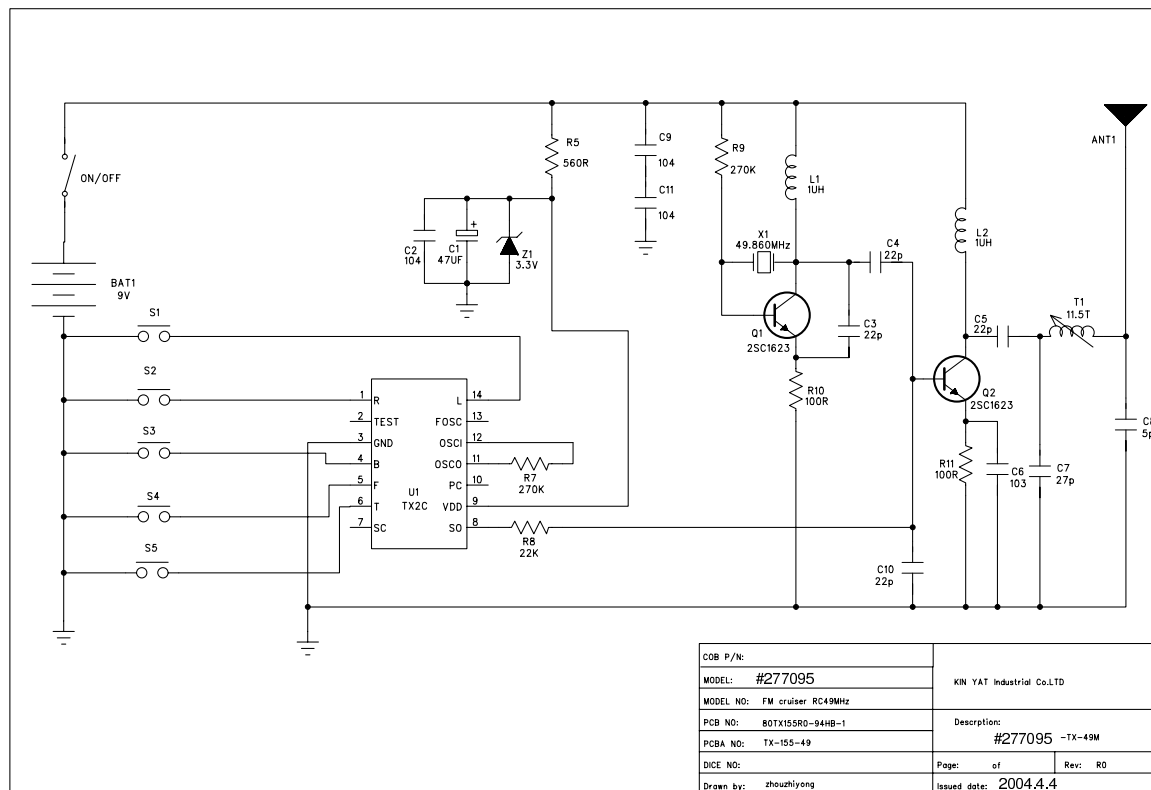 ON/OFF
BAT1
9V
R5
560R
C9
104
C11
104
R9
270K
L1
1UH
ANT1
C2
104
C1
47UF
+
Z1
3.3V
X1
49.860MHz
C4
22p
L2
1UH
Q1
2SC1623
C3
22p
C5
22p
T1
11.5T
R10
100R
Q2
2SC1623
R11
100R
C6
103
C7
27p
5p
S1
S2
S3
S4
S5
1 R L 14
2 TEST FOSC 13
3 GND OSCI 12
4 B OSCO 11
5 F PC 10
6 T VDD 9
7 SC SO 8
U1
TX2C
R7
270K
R8
22K
C10
22p
COB P/N:
MODEL: #277095
KIN YAT Industrial Co.LTD
MODEL NO: FM cruiser RC49MHz
PCB NO: 80TX155R0-94HB-1
Descrption:
#277095 -TX-49M
PCBA NO: TX-155-49
DICE NO:
Page: of Rev: R0
Drawn by: zhouzhiyong
Issued date: 2004.4.4